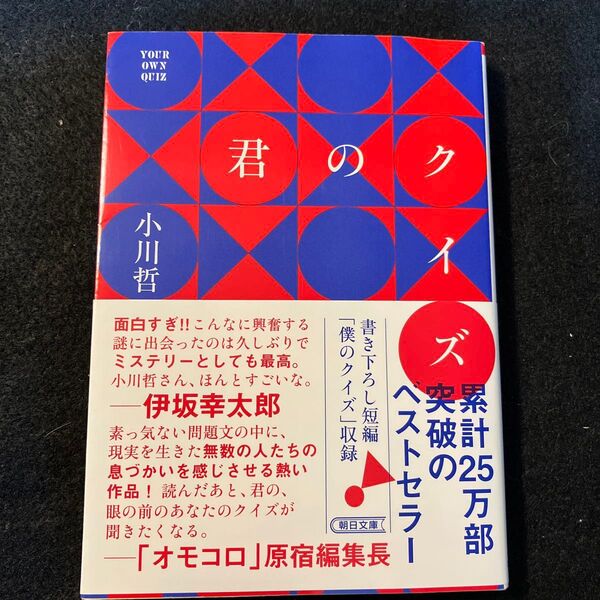 YOUR
OWN
QUIZ
君のクイズ
小川哲
面白すぎ!!こんなに興奮する
謎に出会ったのは久しぶりで
ミステリーとしても最高。
小川哲さん、ほんとすごいな。
──伊坂幸太郎
素っ気ない問題文の中に、
現実を生きた無数の人たちの
息づかいを感じさせる熱い
作品! 読んだあと、君の、
眼の前のあなたのクイズが
聞きたくなる。
──「オモコロ」原宿編集長
書き下ろし短編
「僕のクイズ」収録
累計25万部
突破の
ベストセラー
朝日文庫